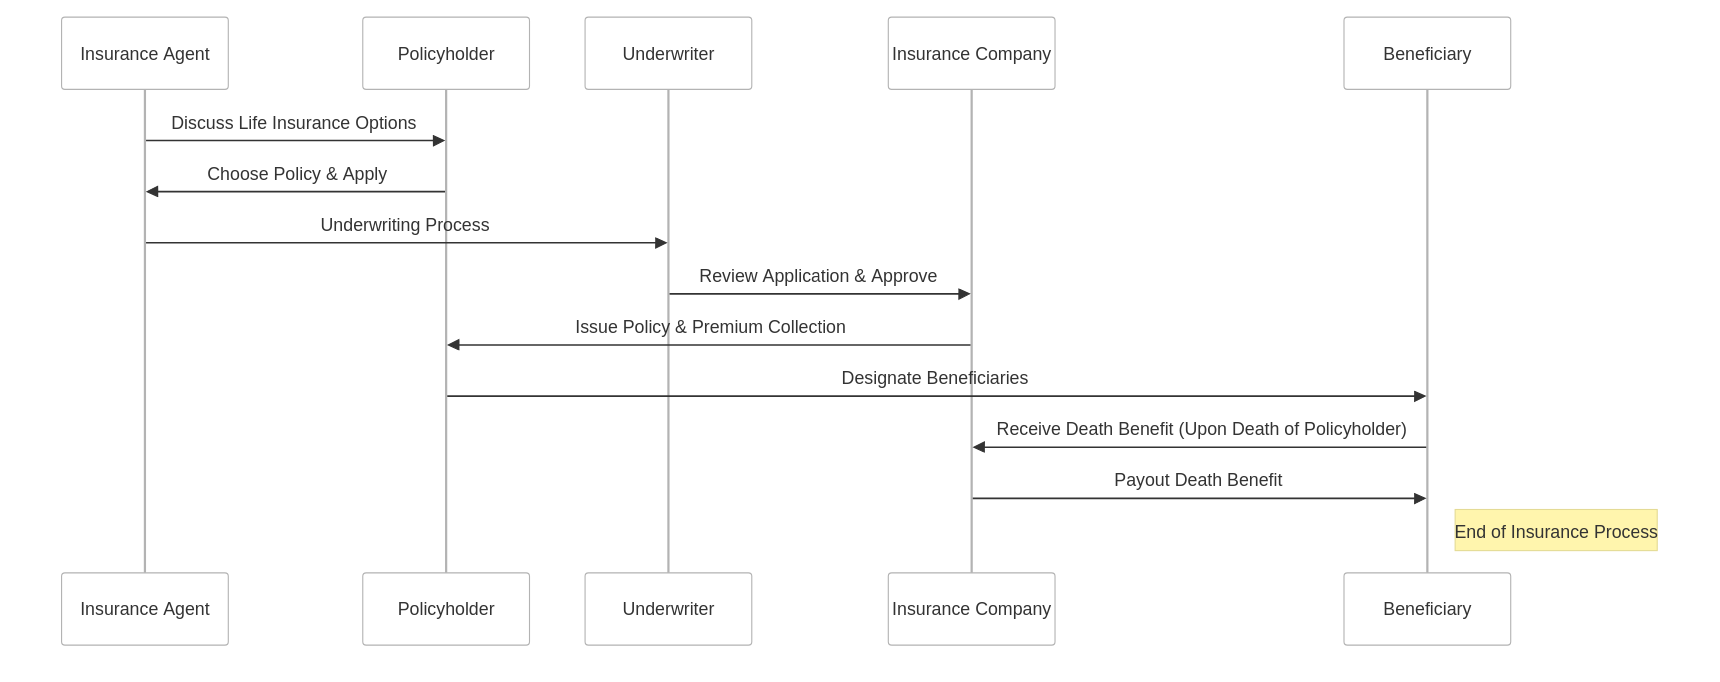 Insurance Agent
Policyholder
Underwriter
Insurance Company
Beneficiary
Discuss Life Insurance Options
Choose Policy & Apply
Underwriting Process
Review Application & Approve
Issue Policy & Premium Collection
Designate Beneficiaries
Receive Death Benefit (Upon Death of Policyholder)
Payout Death Benefit
End of Insurance Process
Insurance Agent
Policyholder
Underwriter
Insurance Company
Beneficiary